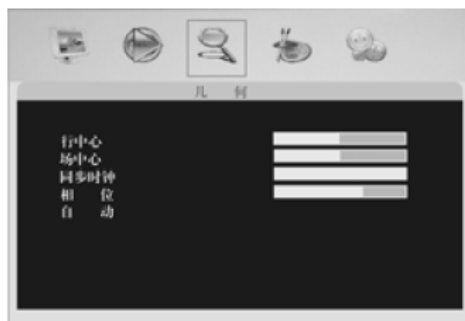 几 何
行中心
场中心
同步时钟
相 位
自 动